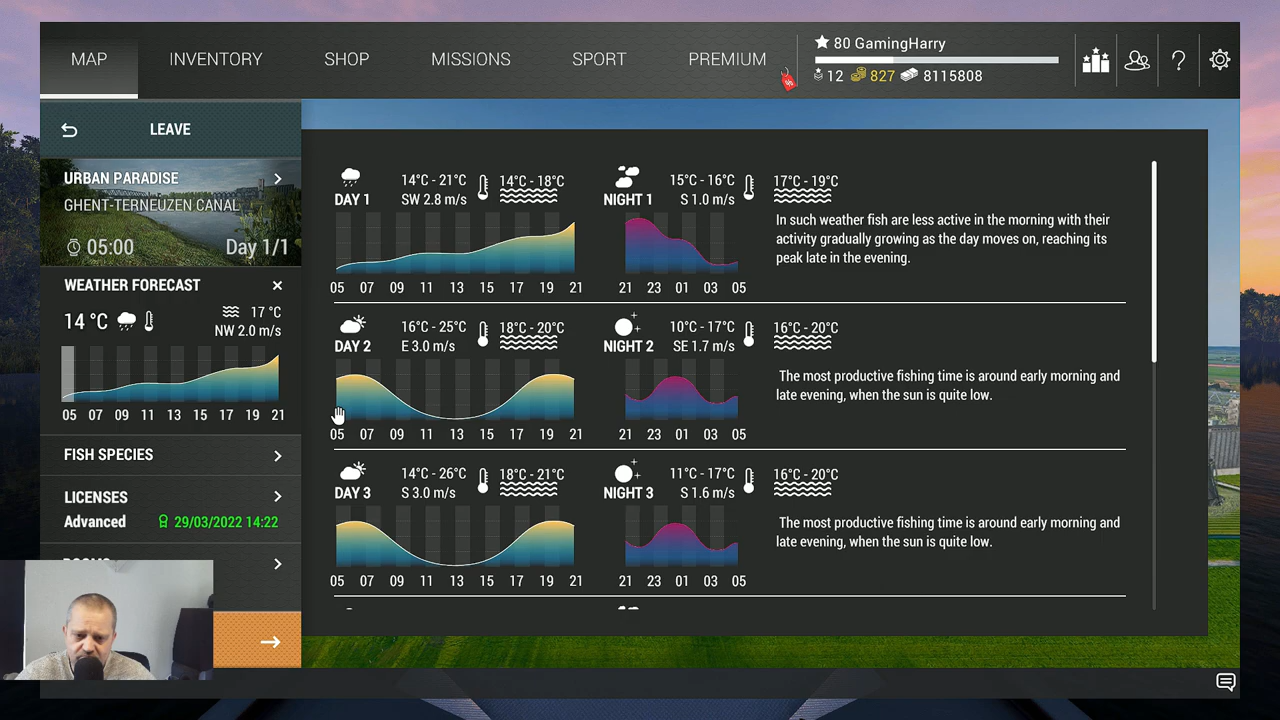 MAP
INVENTORY
SHOP
MISSIONS
SPORT
PREMIUM
80 GamingHarry
12 827 8115808
LEAVE
URBAN PARADISE
GHENT-TERNEUZEN CANAL
05:00 Day 1/1
WEATHER FORECAST
14 °C 17 °C
NW 2.0 m/s
05 07 09 11 13 15 17 19 21
FISH SPECIES
LICENSES
Advanced 29/03/2022 14:22
DAY 1
14°C - 21°C 14°C - 18°C
SW 2.8 m/s
05 07 09 11 13 15 17 19 21
NIGHT 1
15°C - 16°C 17°C - 19°C
S 1.0 m/s
21 23 01 03 05
In such weather fish are less active in the morning with their
activity gradually growing as the day moves on, reaching its
peak late in the evening.
DAY 2
16°C - 25°C 18°C - 20°C
E 3.0 m/s
05 07 09 11 13 15 17 19 21
NIGHT 2
10°C - 17°C 16°C - 20°C
SE 1.7 m/s
21 23 01 03 05
The most productive fishing time is around early morning and
late evening, when the sun is quite low.
DAY 3
14°C - 26°C 18°C - 21°C
S 3.0 m/s
05 07 09 11 13 15 17 19 21
NIGHT 3
11°C - 17°C 16°C - 20°C
S 1.6 m/s
21 23 01 03 05
The most productive fishing time is around early morning and
late evening, when the sun is quite low.